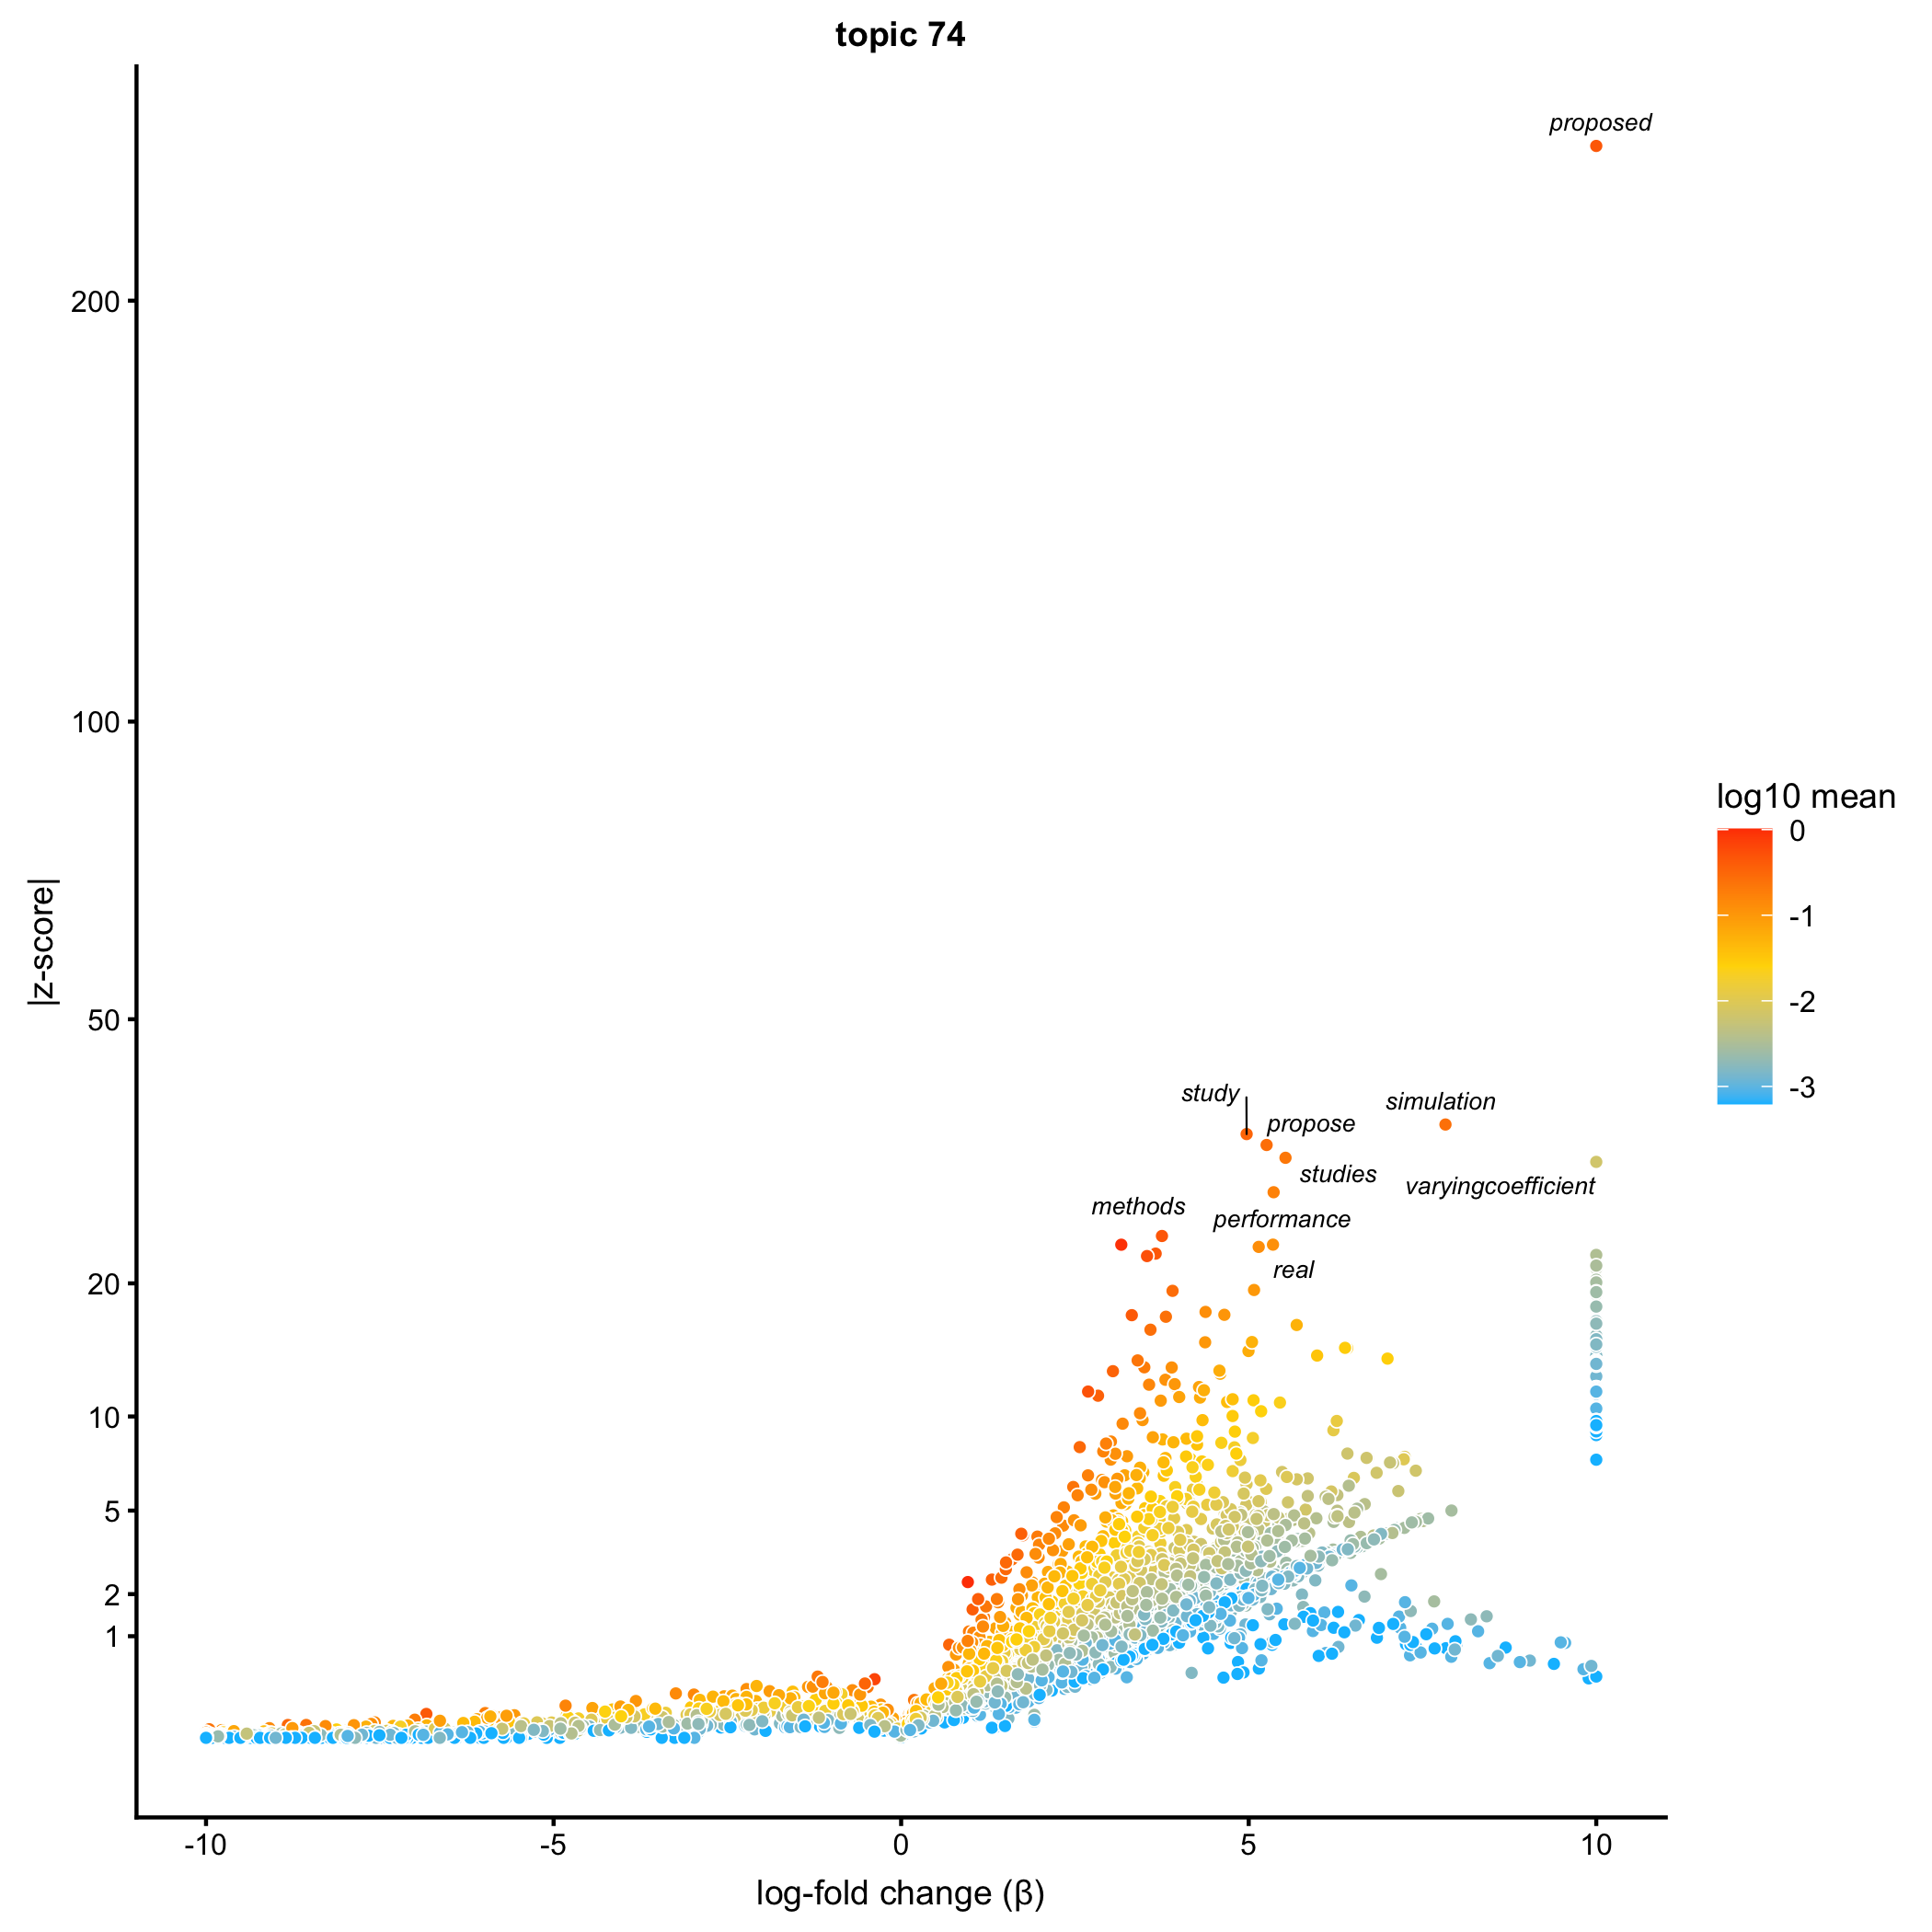 topic 74
proposed
200
100
log10 mean
0
-1
-2
-3
|z-score|
50
study
propose
simulation
studies
varyingcoefficient
methods
performance
real
20
10
5
2
1
-10
-5
0
5
10
log-fold change (β)